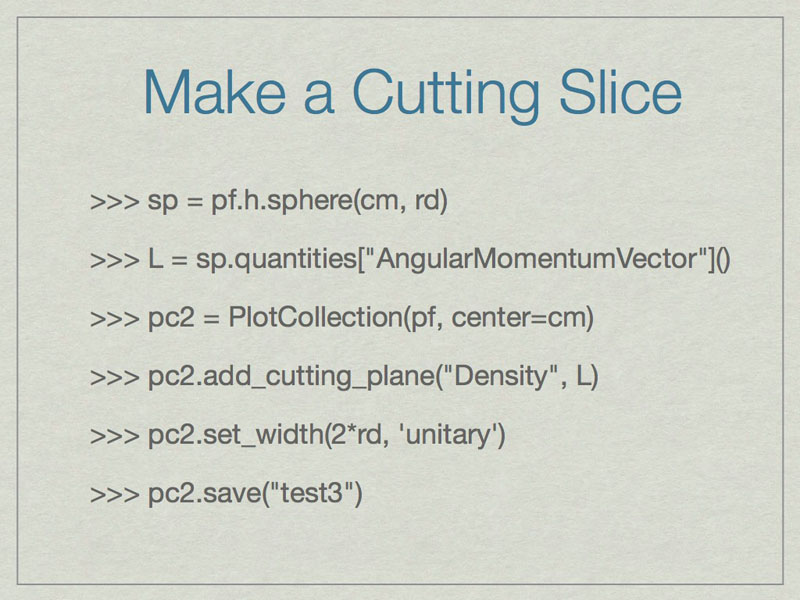 Make a Cutting Slice
>>> sp = pf.h.sphere(cm, rd)
>>> L = sp.quantities["AngularMomentumVector"]()
>>> pc2 = PlotCollection(pf, center=cm)
>>> pc2.add_cutting_plane("Density", L)
>>> pc2.set_width(2*rd, 'unitary')
>>> pc2.save("test3")